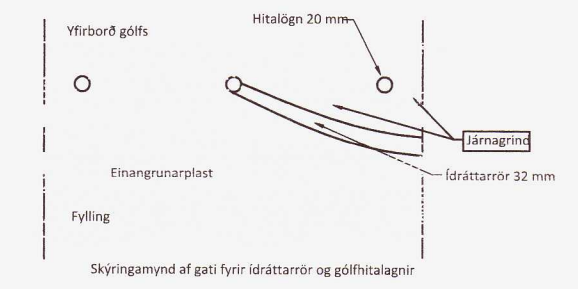 Yfirborð gólfs
Hitalögn 20 mm
Járnagrind
Ídráttarrör 32 mm
Einangrunarplast
Fylling
Skýringamynd af gati fyrir ídráttarrör og gólfhitalagnir